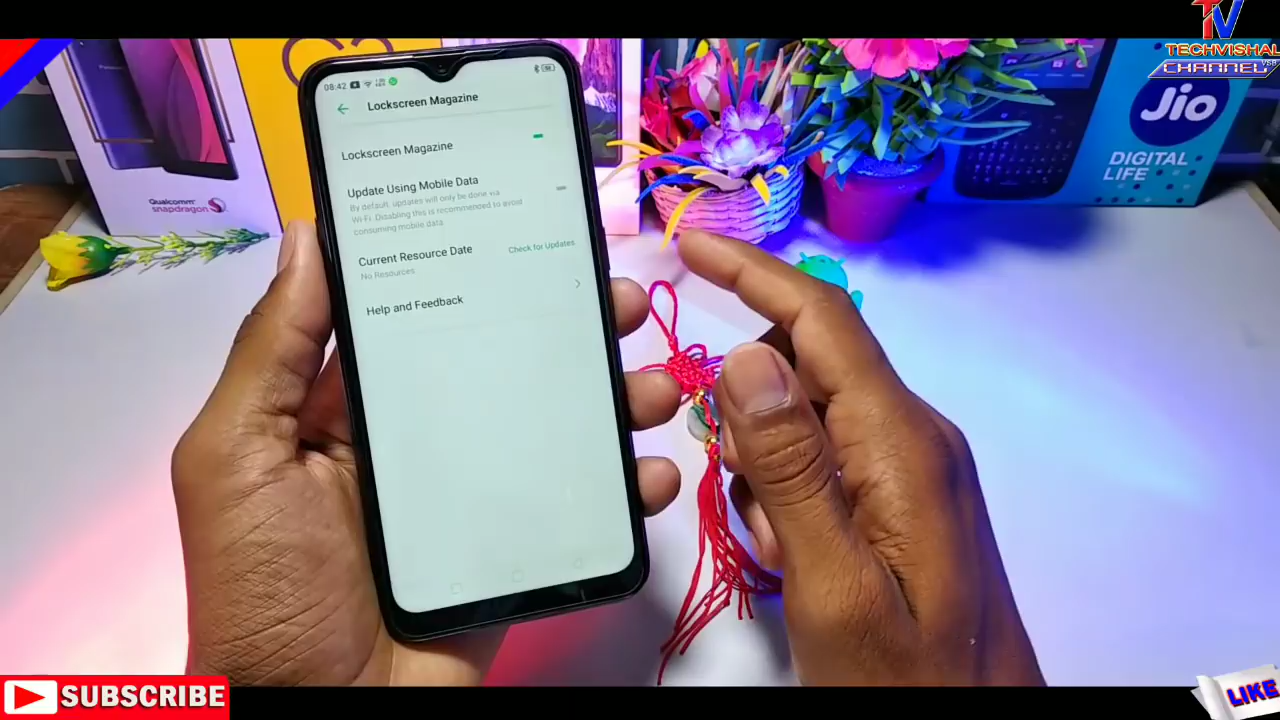 TV
TECHVISHAL
CHANNEL VSB
08:42
Lockscreen Magazine
Lockscreen Magazine
Update Using Mobile Data
By default, updates will only be done via
Wi-Fi. Disabling this is recommended to avoid
consuming mobile data.
Current Resource Date
Check for Updates
No Resources
Help and Feedback
Qualcomm
snapdragon
Jio
DIGITAL
LIFE
SUBSCRIBE
LIKE